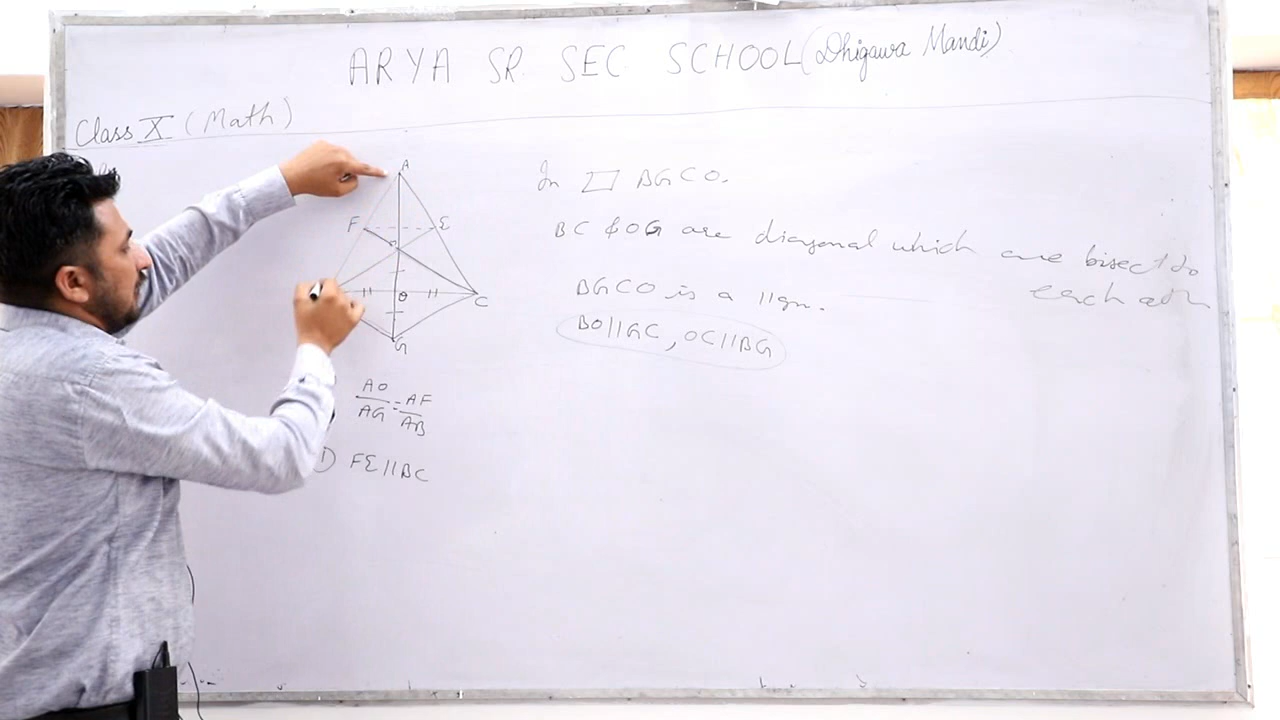 ARYA SR SEC SCHOOL (Dhigawa Mandi)
Class X (Math)
A
F E
O
D C
G
AO/AG = AF/AB
FE||BC
In ▱ BGCO.
BC & OG are diagonal which are bisect to
each oth
BGCO is a ||gm.
BO||GC, OC||BG